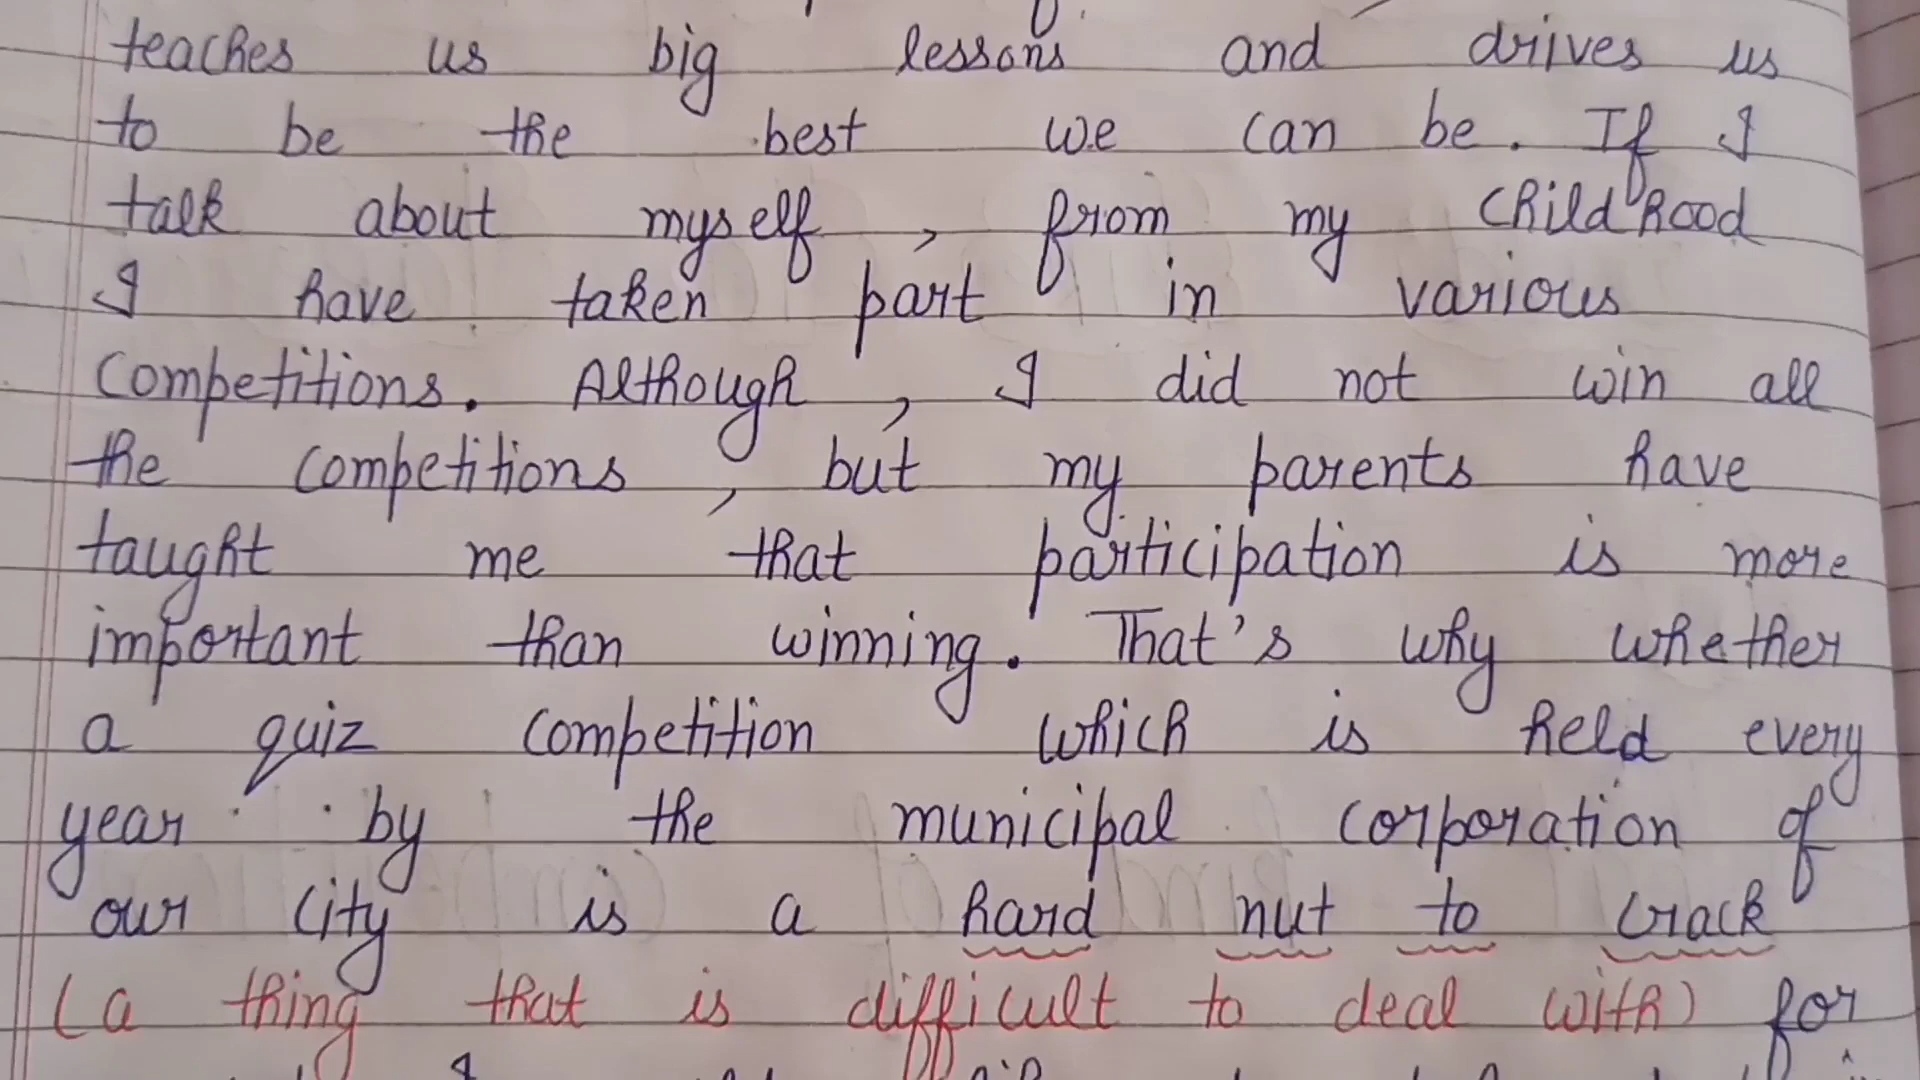 teaches us big lessons and drives us
to be the best we can be. If I
talk about myself, from my childhood
I have taken part in various
competitions. Although, I did not win all
the competitions, but my parents have
taught me that participation is more
important than winning. That's why whether
a quiz competition which is held every
year by the municipal corporation of
our city is a hard nut to crack
(a thing that is difficult to deal with) for